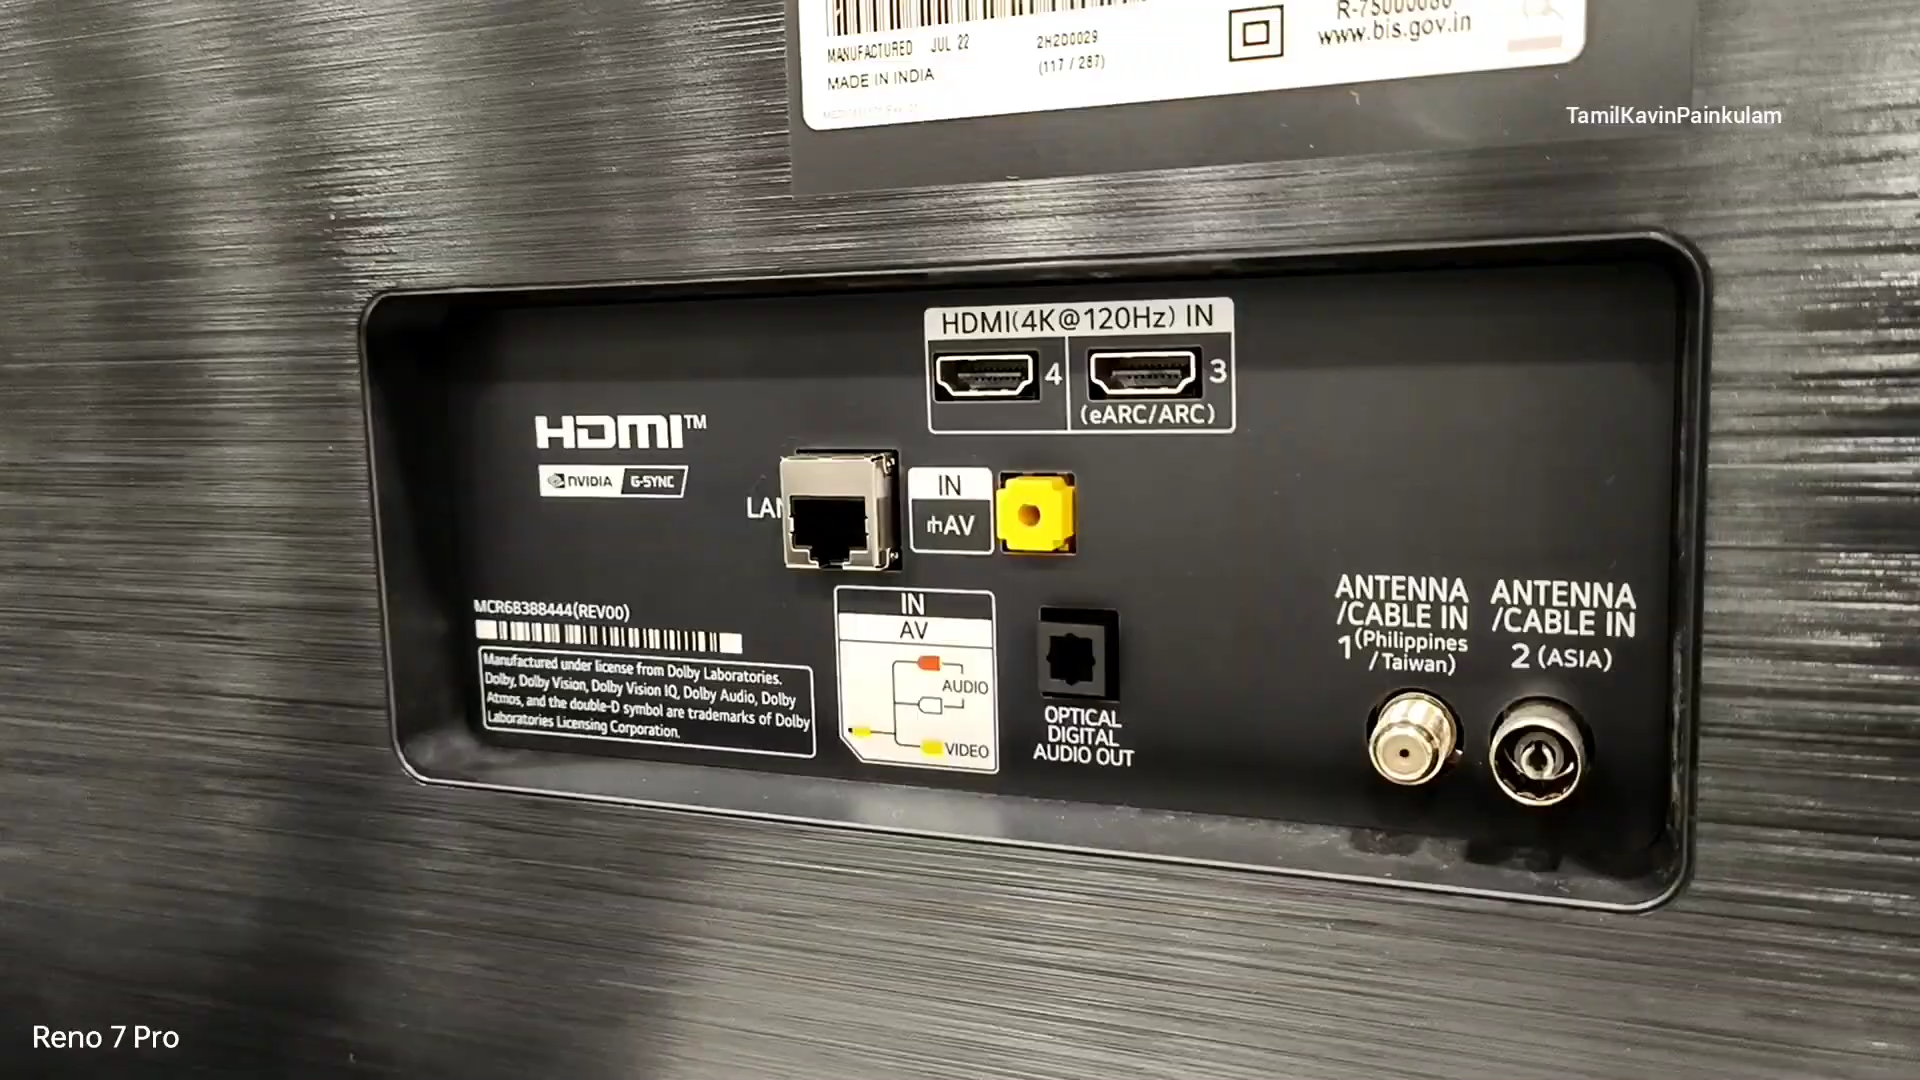 MANUFACTURED JUL 22
2H2D0029
MADE IN INDIA
(117 / 287)
www.bis.gov.in
TamilKavinPainkulam
HDMI(4K@120Hz) IN
4
3
(eARC/ARC)
HDMI™
NVIDIA G-SYNC
LAN
IN
AV
MCR68388444(REV00)
Manufactured under license from Dolby Laboratories.
Dolby, Dolby Vision, Dolby Vision IQ, Dolby Audio, Dolby
Atmos, and the double-D symbol are trademarks of Dolby
Laboratories Licensing Corporation.
IN
AV
AUDIO
VIDEO
OPTICAL
DIGITAL
AUDIO OUT
ANTENNA
/CABLE IN
1 (Philippines
/ Taiwan)
ANTENNA
/CABLE IN
2 (ASIA)
Reno 7 Pro